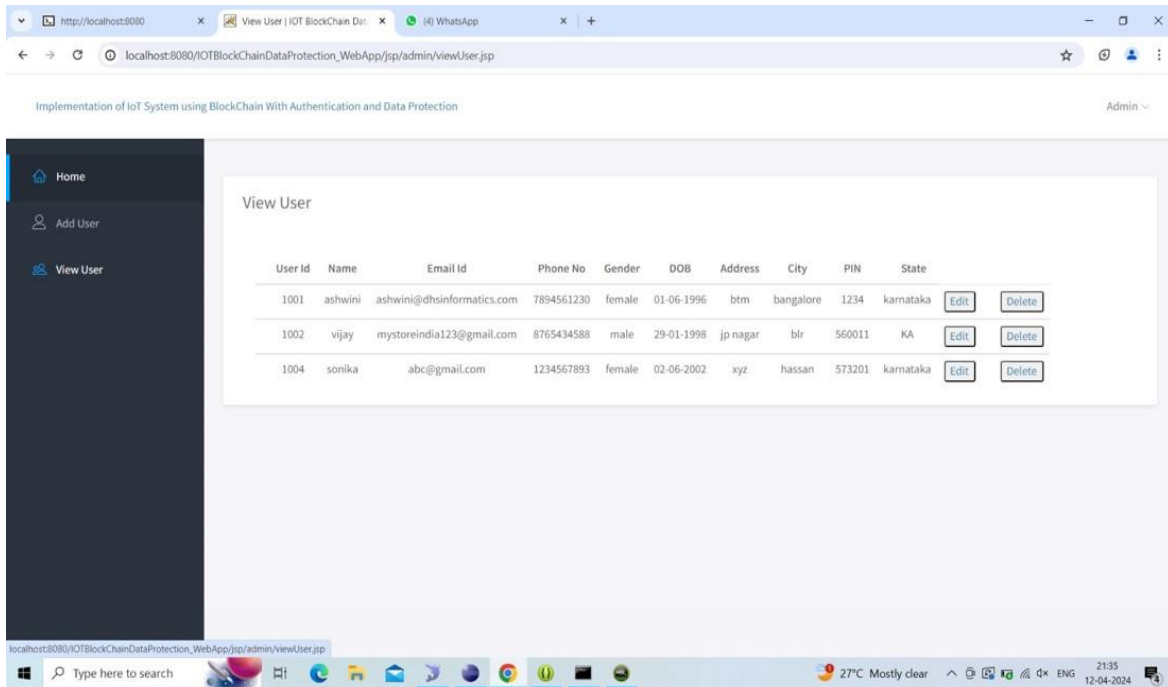 http://localhost:8080 View User | IOT BlockChain Dat (4) WhatsApp
localhost:8080/IOTBlockChainDataProtection_WebApp/jsp/admin/viewUser.jsp
Implementation of IoT System using BlockChain With Authentication and Data Protection Admin
Home
Add User
View User
View User
User Id Name Email Id Phone No Gender DOB Address City PIN State
1001 ashwini ashwini@dhsinformatics.com 7894561230 female 01-06-1996 btm bangalore 1234 karnataka Edit Delete
1002 vijay mystoreindia123@gmail.com 8765434588 male 29-01-1998 jp nagar blr 560011 KA Edit Delete
1004 sonika abc@gmail.com 1234567893 female 02-06-2002 xyz hassan 573201 karnataka Edit Delete
localhost:8080/IOTBlockChainDataProtection_WebApp/jsp/admin/viewUser.jsp
Type here to search 27°C Mostly clear ENG 21:35
12-04-2024